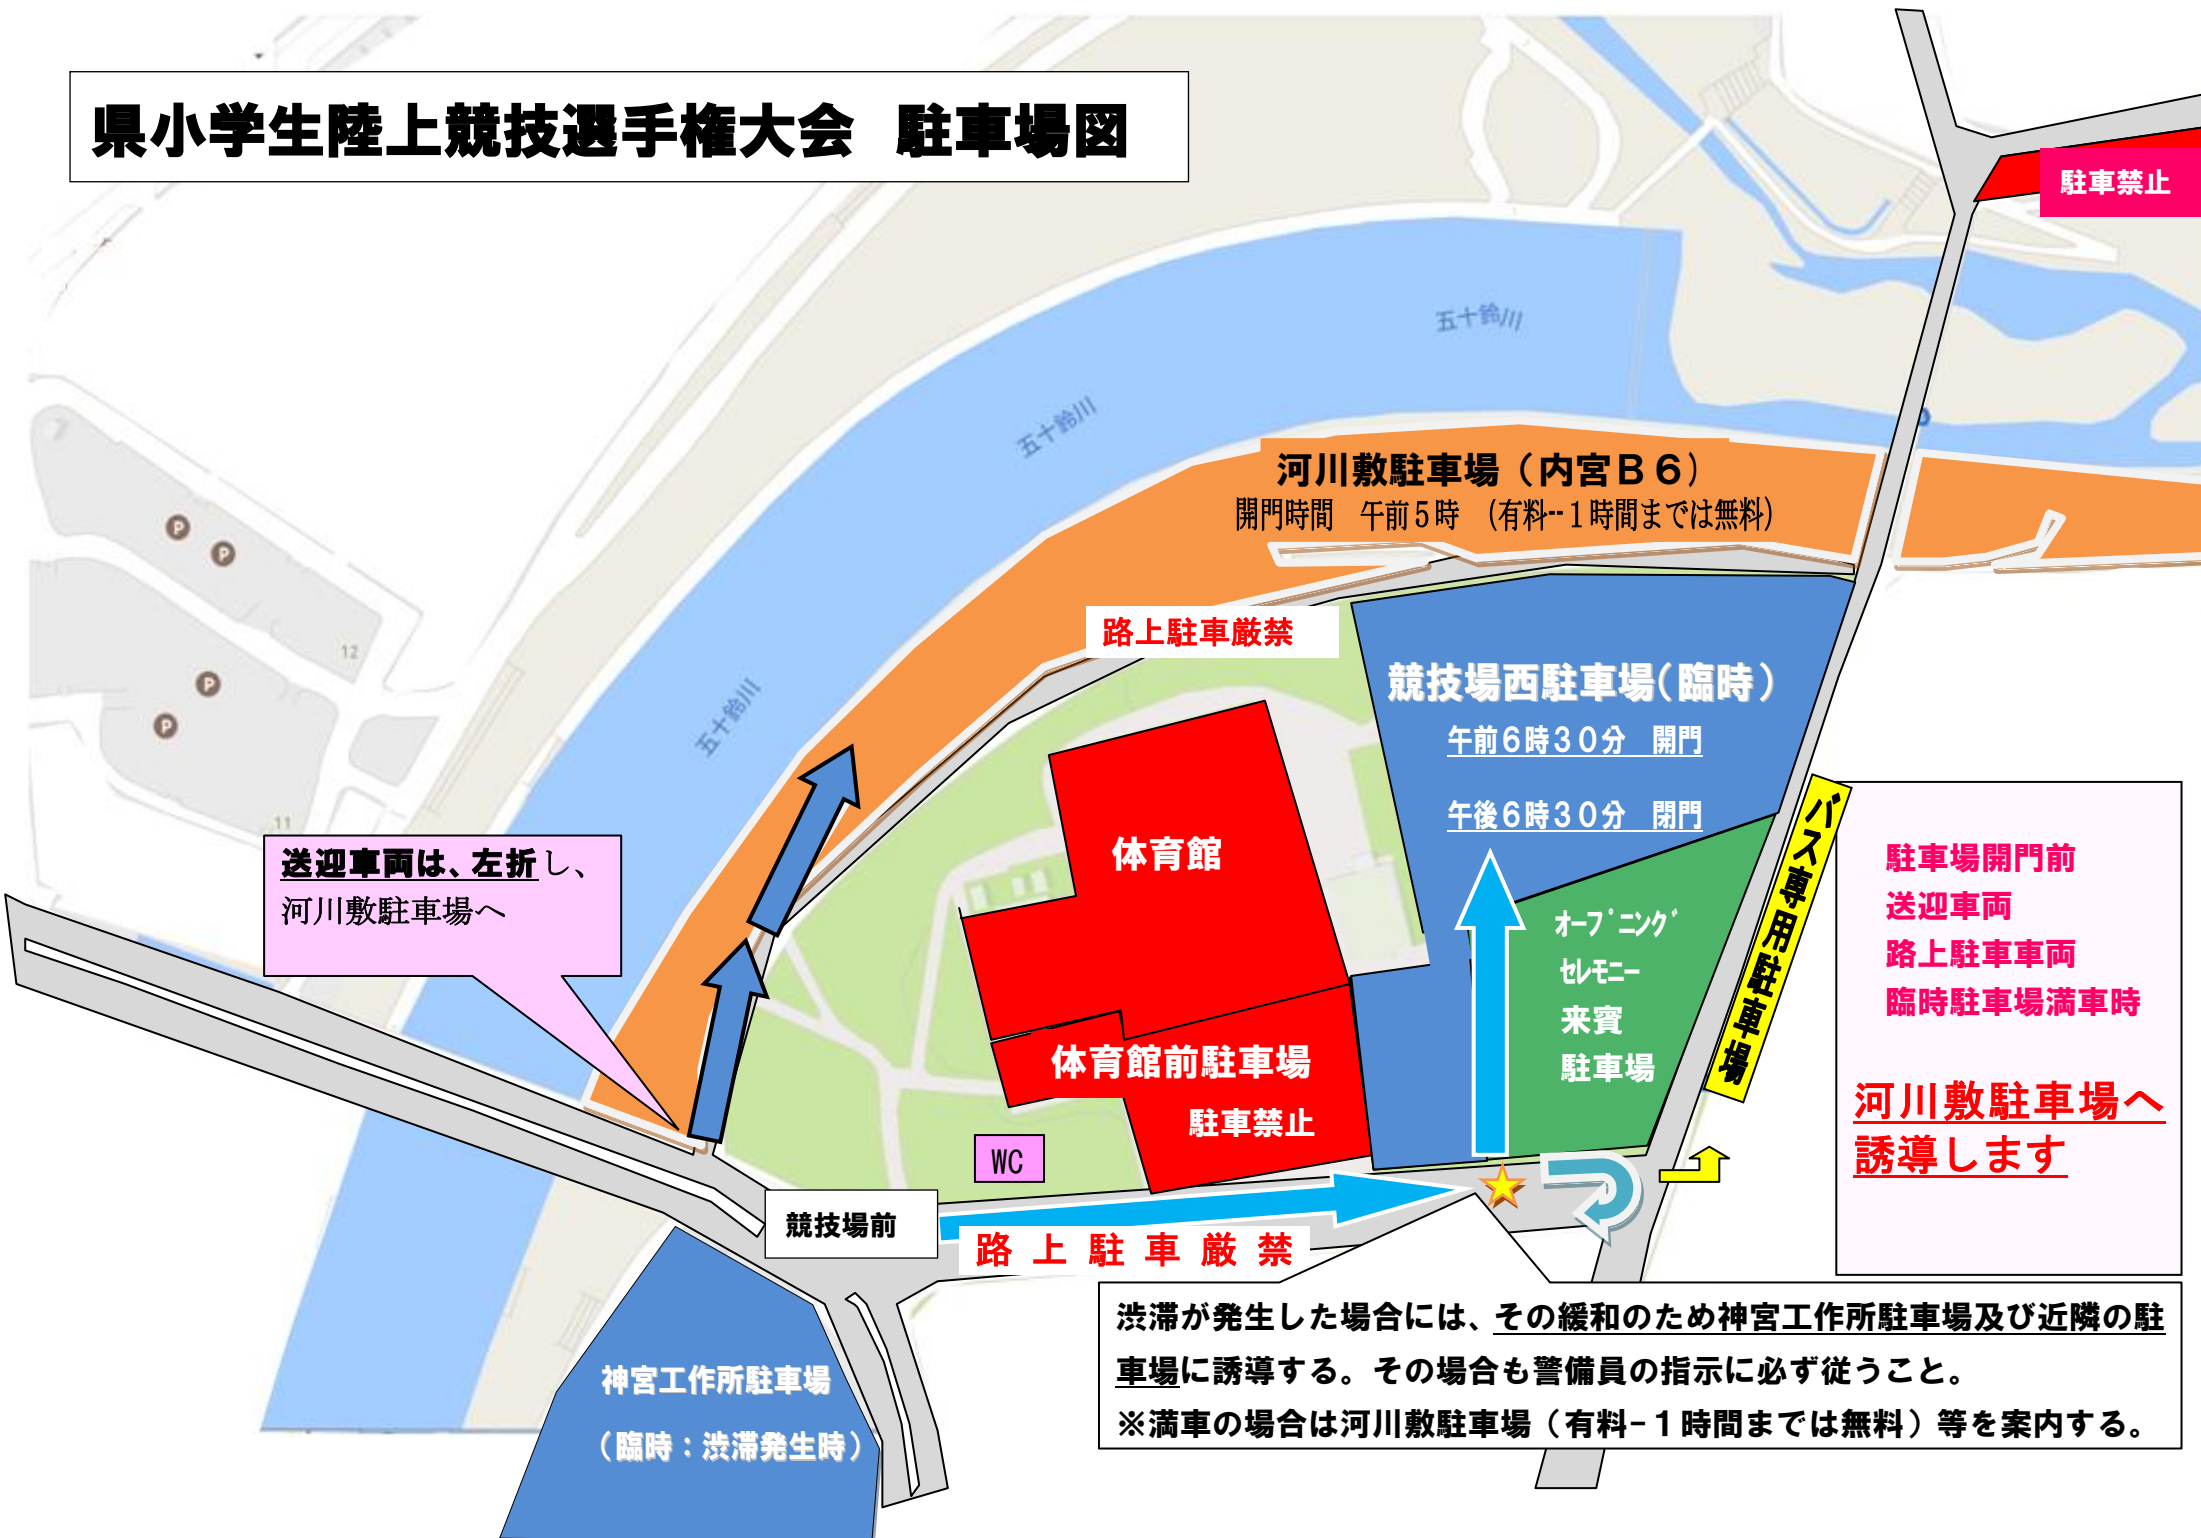 県小学生陸上競技選手権大会　駐車場図
駐車禁止
五十鈴川
五十鈴川
五十鈴川
河川敷駐車場（内宮Ｂ６）
開門時間　午前５時　（有料--１時間までは無料）
P
P
12
P
P
11
路上駐車厳禁
競技場西駐車場（臨時）
午前６時３０分　開門
午後６時３０分　閉門
体育館
送迎車両は、左折し、
河川敷駐車場へ
バス専用駐車場
オープニング
セレモニー
来賓
駐車場
駐車場開門前
送迎車両
路上駐車車両
臨時駐車場満車時
河川敷駐車場へ
誘導します
体育館前駐車場
駐車禁止
WC
競技場前
路上駐車厳禁
渋滞が発生した場合には、その緩和のため神宮工作所駐車場及び近隣の駐
車場に誘導する。その場合も警備員の指示に必ず従うこと。
※満車の場合は河川敷駐車場（有料−１時間までは無料）等を案内する。
神宮工作所駐車場
（臨時：渋滞発生時）